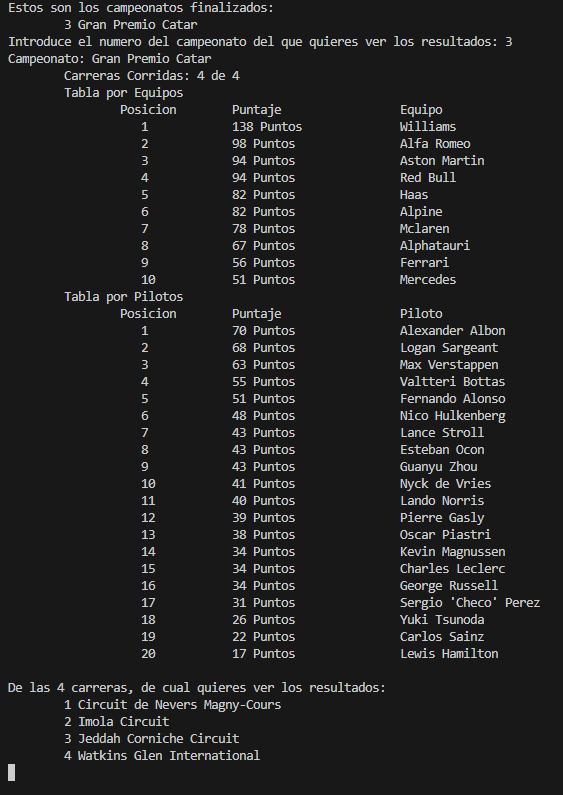 Estos son los campeonatos finalizados:
3 Gran Premio Catar
Introduce el numero del campeonato del que quieres ver los resultados: 3
Campeonato: Gran Premio Catar
Carreras Corridas: 4 de 4
Tabla por Equipos
Posicion Puntaje Equipo
1 138 Puntos Williams
2 98 Puntos Alfa Romeo
3 94 Puntos Aston Martin
4 94 Puntos Red Bull
5 82 Puntos Haas
6 82 Puntos Alpine
7 78 Puntos Mclaren
8 67 Puntos Alphatauri
9 56 Puntos Ferrari
10 51 Puntos Mercedes
Tabla por Pilotos
Posicion Puntaje Piloto
1 70 Puntos Alexander Albon
2 68 Puntos Logan Sargeant
3 63 Puntos Max Verstappen
4 55 Puntos Valtteri Bottas
5 51 Puntos Fernando Alonso
6 48 Puntos Nico Hulkenberg
7 43 Puntos Lance Stroll
8 43 Puntos Esteban Ocon
9 43 Puntos Guanyu Zhou
10 41 Puntos Nyck de Vries
11 40 Puntos Lando Norris
12 39 Puntos Pierre Gasly
13 38 Puntos Oscar Piastri
14 34 Puntos Kevin Magnussen
15 34 Puntos Charles Leclerc
16 34 Puntos George Russell
17 31 Puntos Sergio 'Checo' Perez
18 26 Puntos Yuki Tsunoda
19 22 Puntos Carlos Sainz
20 17 Puntos Lewis Hamilton
De las 4 carreras, de cual quieres ver los resultados:
1 Circuit de Nevers Magny-Cours
2 Imola Circuit
3 Jeddah Corniche Circuit
4 Watkins Glen International